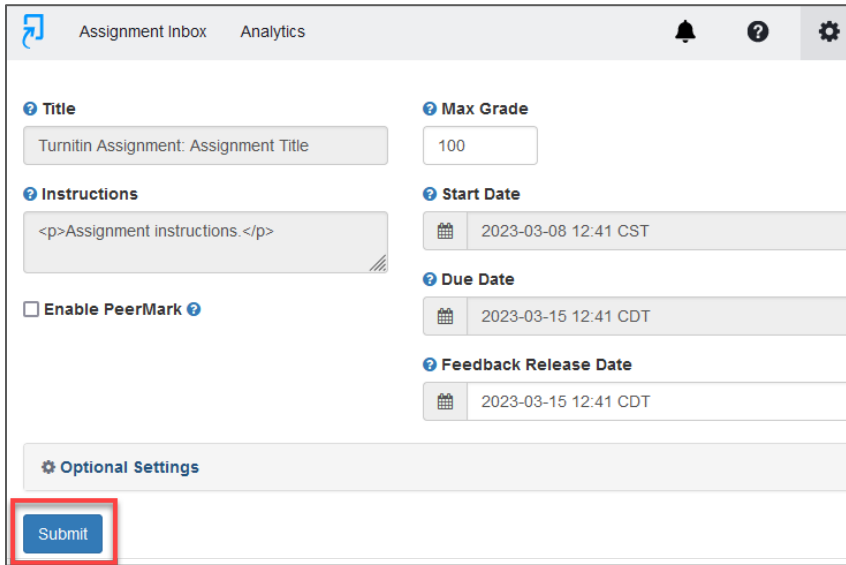 Assignment Inbox Analytics
Title
Turnitin Assignment: Assignment Title
Instructions
<p>Assignment instructions.</p>
Enable PeerMark
Max Grade
100
Start Date
2023-03-08 12:41 CST
Due Date
2023-03-15 12:41 CDT
Feedback Release Date
2023-03-15 12:41 CDT
Optional Settings
Submit